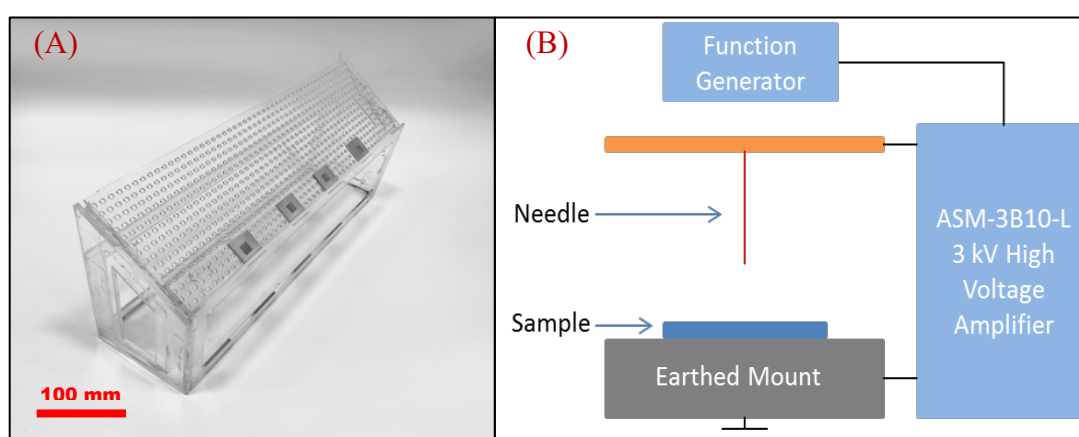 (A)
100 mm
(B)
Function
Generator
Needle
Sample
Earthed Mount
ASM-3B10-L
3 kV High
Voltage
Amplifier